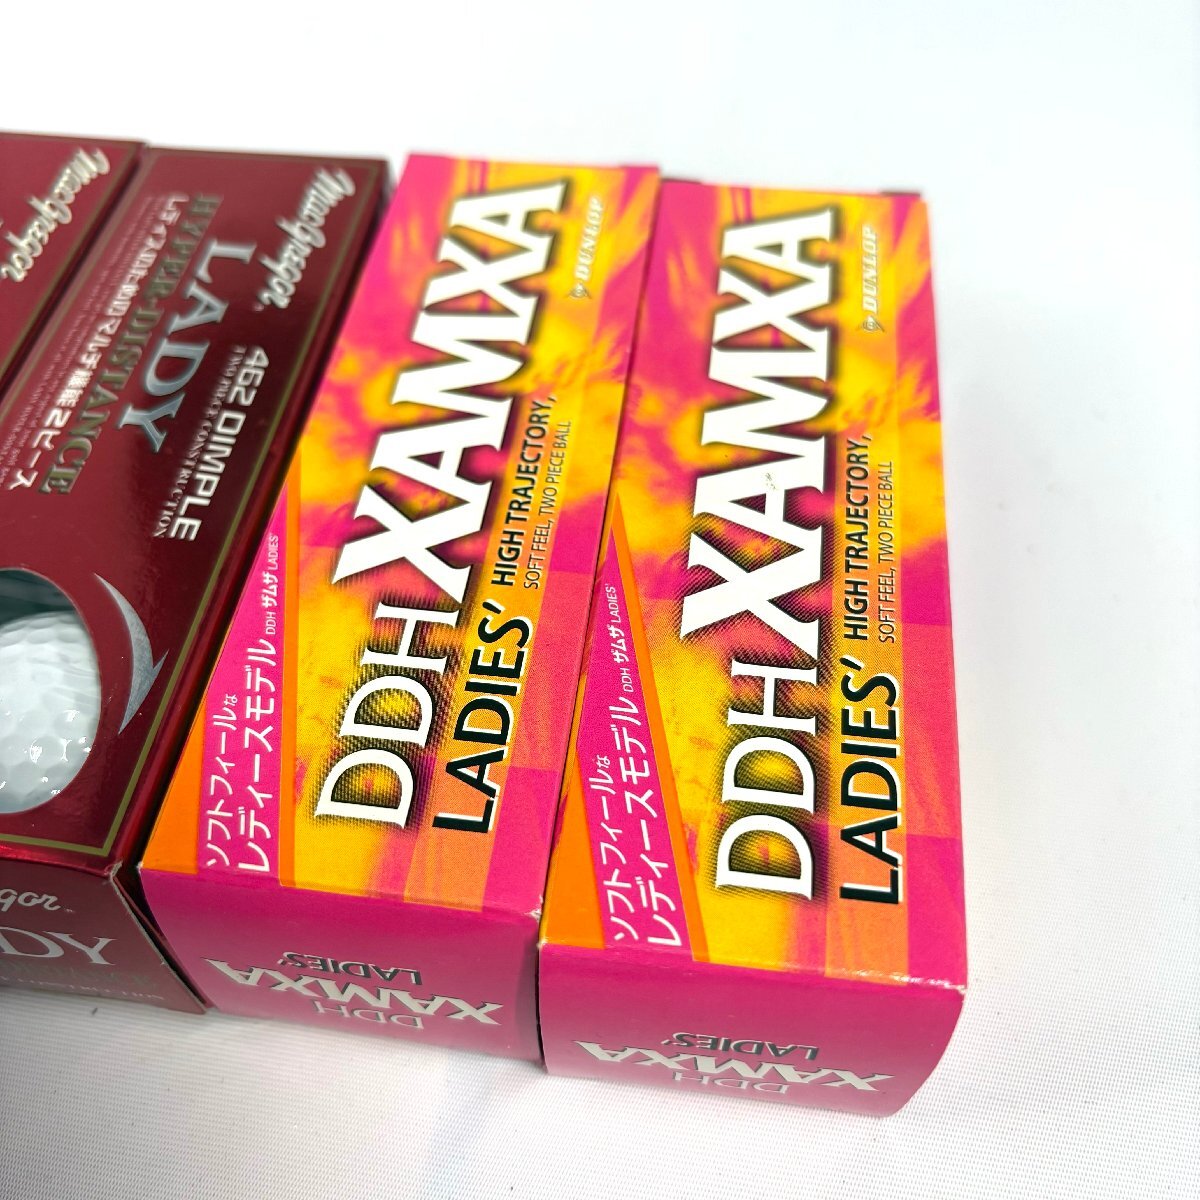 MacGregor.
MacGregor.
LADY
HYPER-DISTANCE
462 DIMPLE
TWO PIECE CONSTRUCTION
DUNLOP
DDH XAMXA
LADIES'
HIGH TRAJECTORY,
SOFT FEEL, TWO PIECE BALL
ソフトフィールな
レディースモデル DDH ザムザ LADIES'
DDH
XAMXA
LADIES'
DUNLOP
DDH XAMXA
LADIES'
HIGH TRAJECTORY,
SOFT FEEL, TWO PIECE BALL
ソフトフィールな
レディースモデル DDH ザムザ LADIES'
DDH
XAMXA
LADIES'